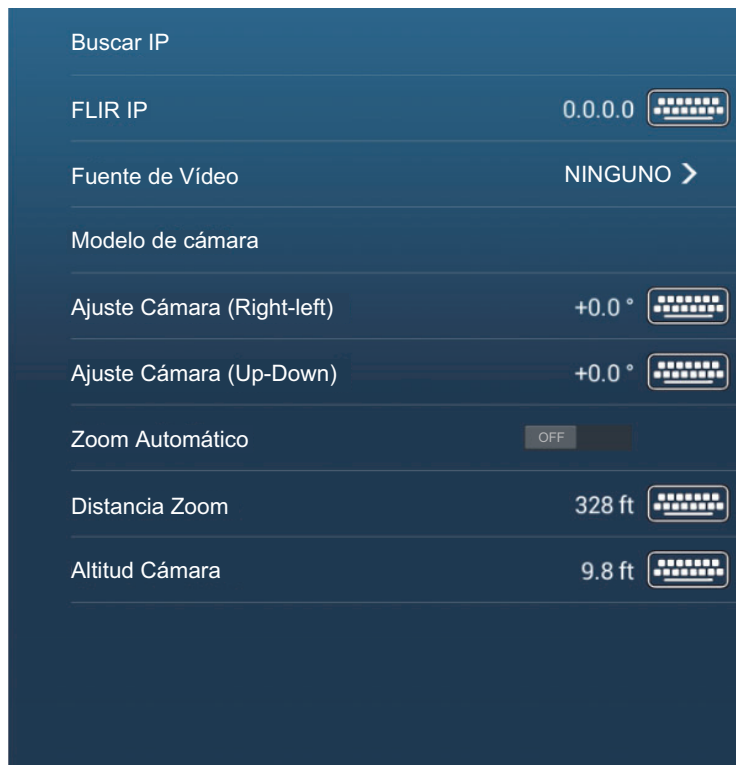 Buscar IP
FLIR IP 0.0.0.0
Fuente de Vídeo NINGUNO >
Modelo de cámara
Ajuste Cámara (Right-left) +0.0 °
Ajuste Cámara (Up-Down) +0.0 °
Zoom Automático OFF
Distancia Zoom 328 ft
Altitud Cámara 9.8 ft